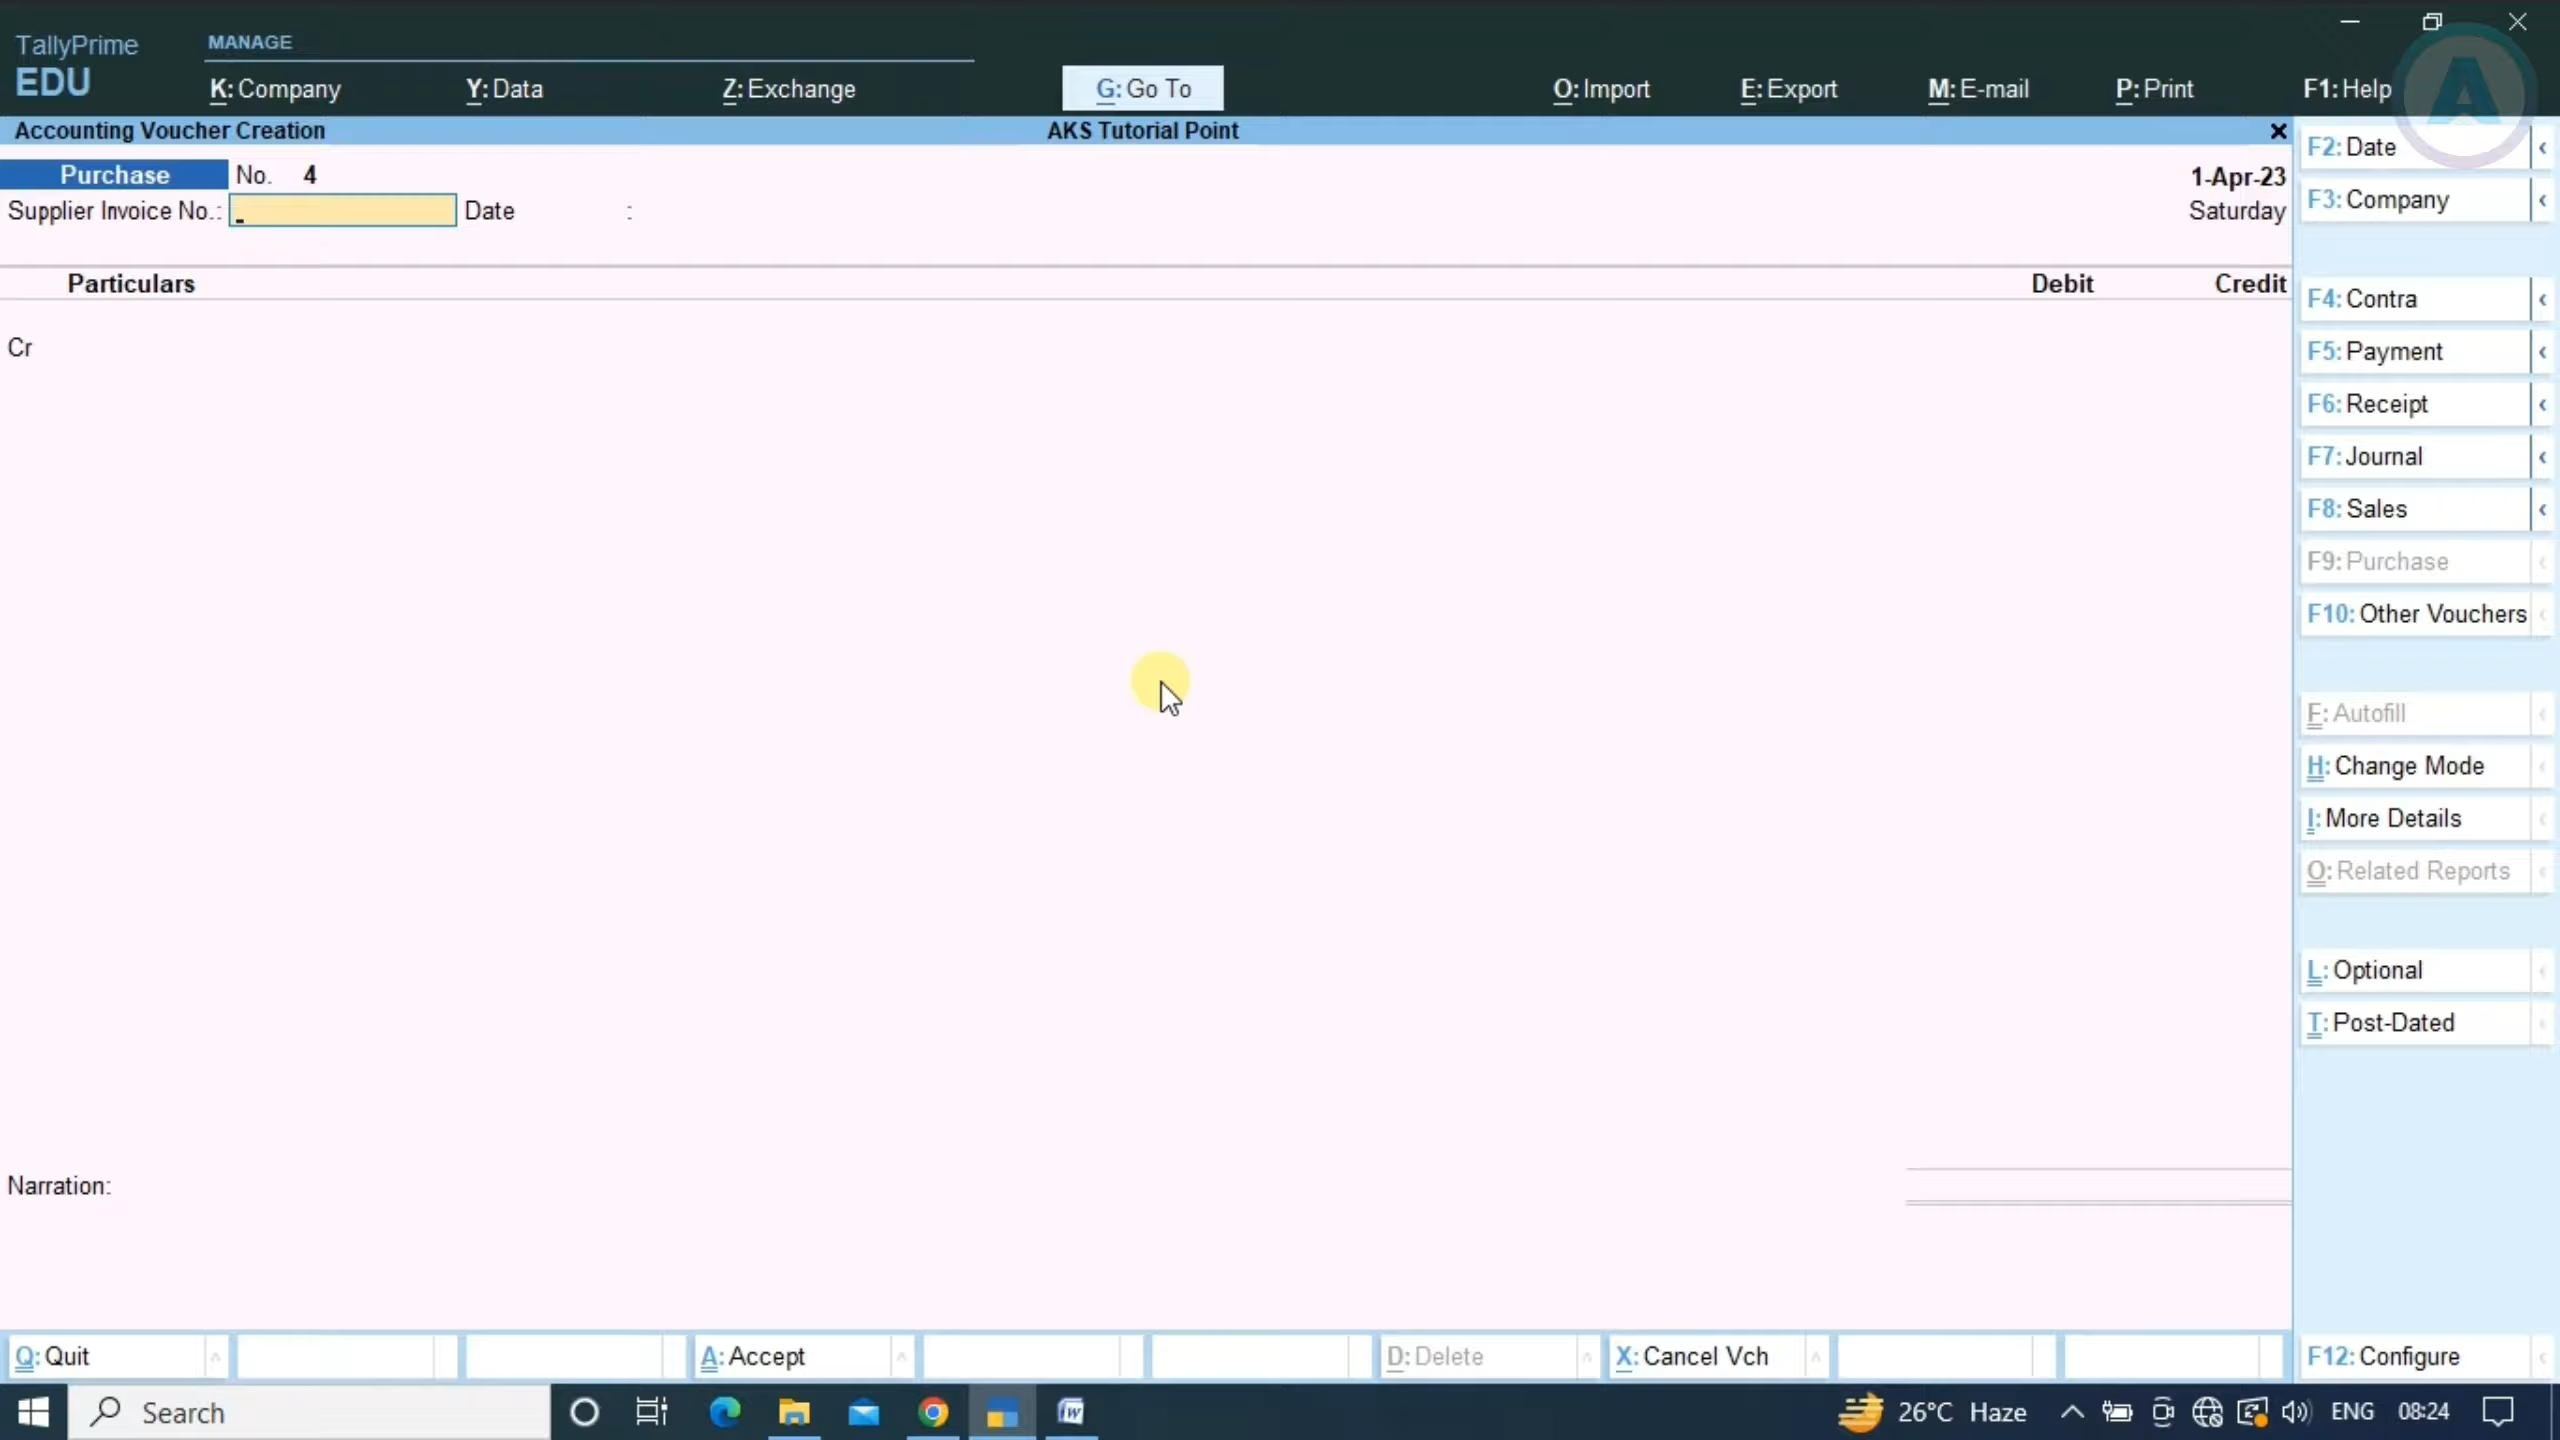 TallyPrime
EDU
MANAGE
K: Company
Y: Data
Z: Exchange
G: Go To
O: Import
E: Export
M: E-mail
P: Print
F1: Help
A
Accounting Voucher Creation
AKS Tutorial Point
Purchase No. 4
1-Apr-23
Supplier Invoice No.: Date :
Saturday
Particulars Debit Credit
Cr
Narration:
F2: Date
F3: Company
F4: Contra
F5: Payment
F6: Receipt
F7: Journal
F8: Sales
F9: Purchase
F10: Other Vouchers
F: Autofill
H: Change Mode
I: More Details
O: Related Reports
L: Optional
T: Post-Dated
F12: Configure
Q: Quit
A: Accept
D: Delete
X: Cancel Vch
Search
26°C Haze
ENG
08:24